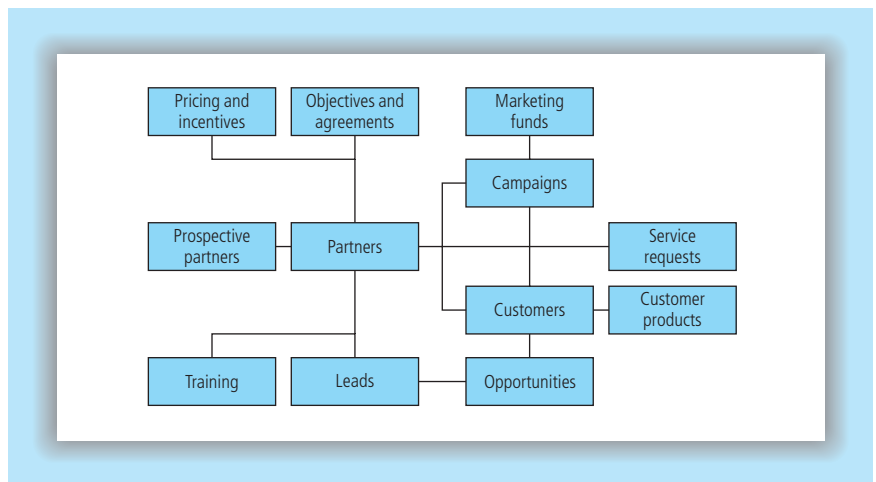 Pricing and
incentives
Objectives and
agreements
Marketing
funds
Campaigns
Prospective
partners
Partners
Service
requests
Customers
Customer
products
Training
Leads
Opportunities